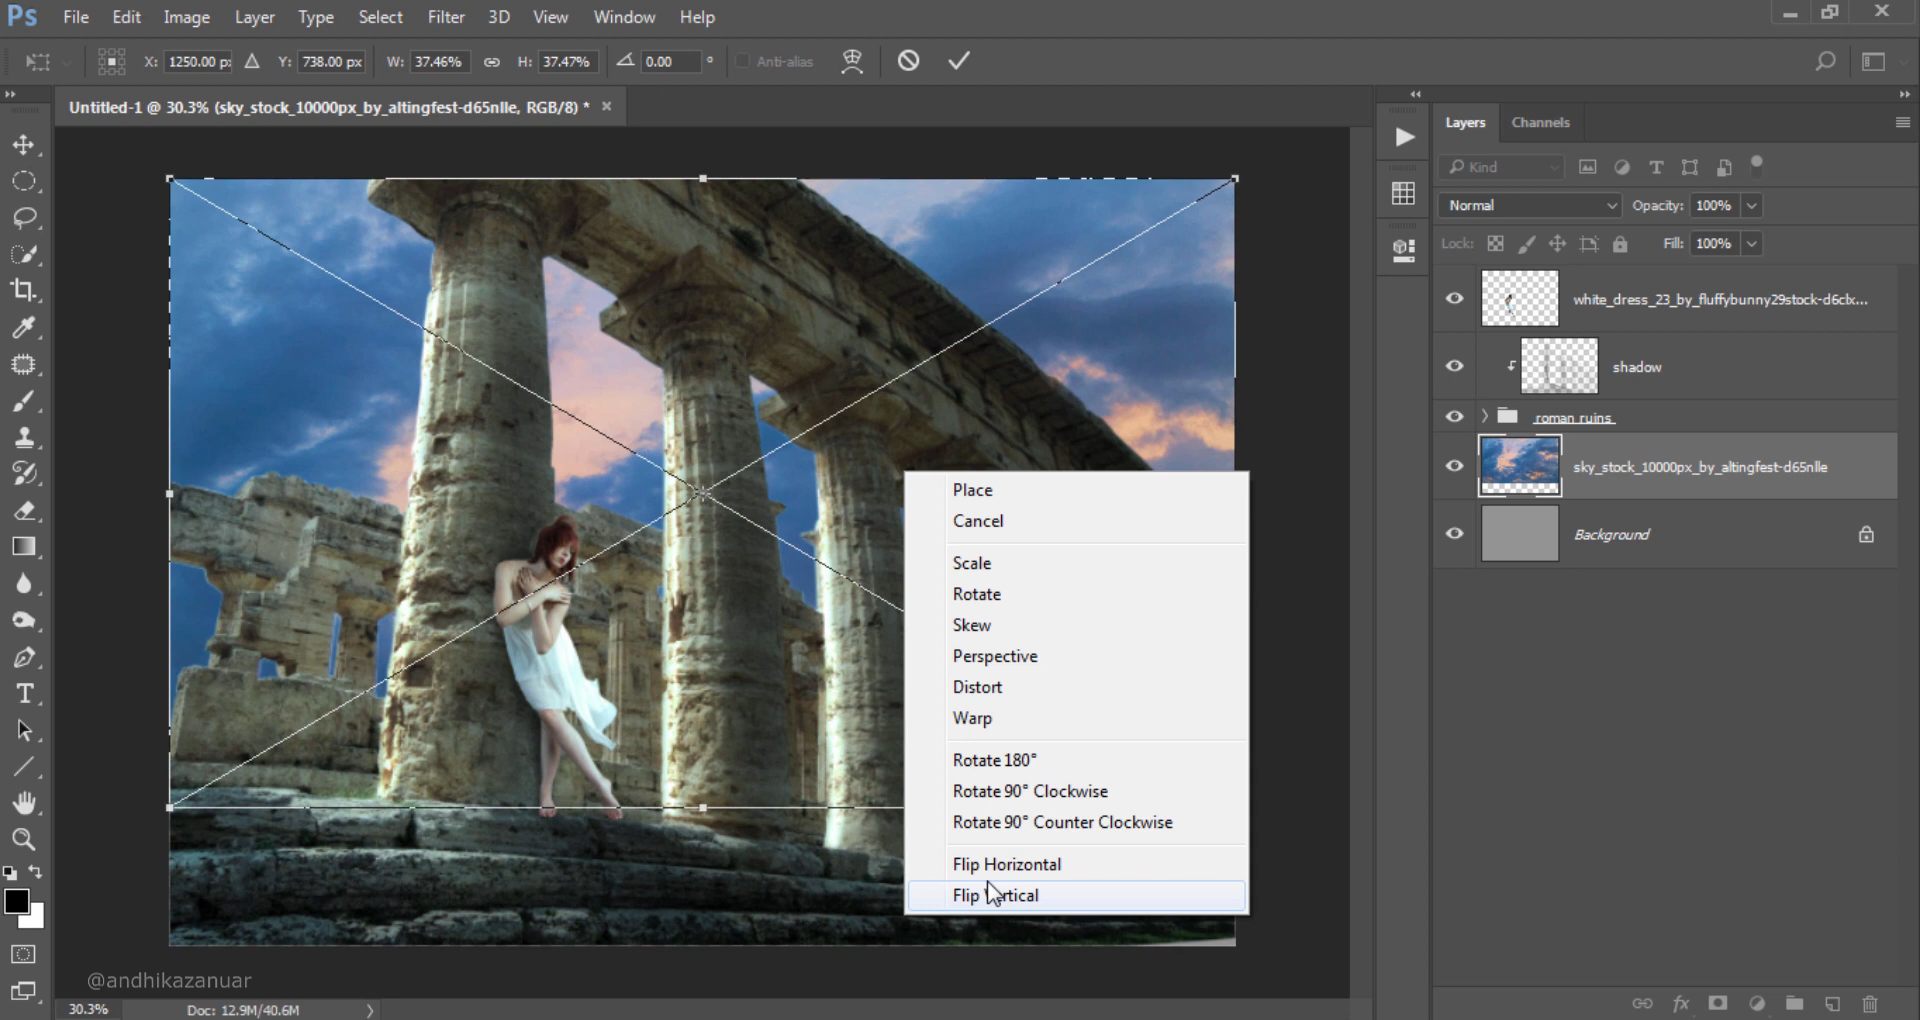 Ps File Edit Image Layer Type Select Filter 3D View Window Help
X: 1250.00 p: Y: 738.00 px W: 37.46% H: 37.47% 0.00 ° Anti-alias
Untitled-1 @ 30.3% (sky_stock_10000px_by_altingfest-d65nlle, RGB/8) * ×
Layers Channels
Kind
Normal Opacity: 100%
Lock: Fill: 100%
white_dress_23_by_fluffybunny29stock-d6clx...
shadow
roman ruins
sky_stock_10000px_by_altingfest-d65nlle
Background
Place
Cancel
Scale
Rotate
Skew
Perspective
Distort
Warp
Rotate 180°
Rotate 90° Clockwise
Rotate 90° Counter Clockwise
Flip Horizontal
Flip Vertical
@andhikazanuar
30.3% Doc: 12.9M/40.6M
fx